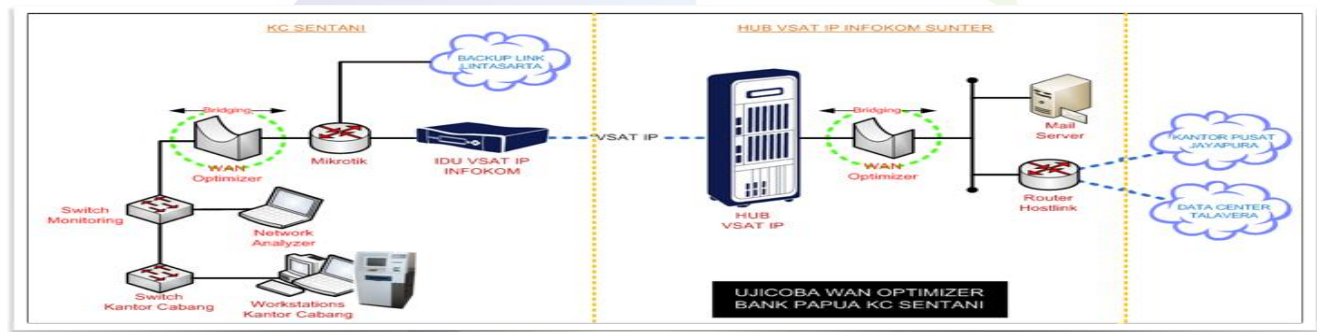 KC SENTANI
HUB VSAT IP INFOKOM SUNTER
BACKUP LINK
LINTASARTA
Bridging
WAN
Optimizer
Mikrotik
IDU VSAT IP
INFOKOM
VSAT IP
HUB
VSAT IP
Bridging
WAN
Optimizer
Mail
Server
Router
Hostlink
KANTOR PUSAT
JAYAPURA
DATA CENTER
TALAVERA
Switch
Monitoring
Network
Analyzer
Switch
Kantor Cabang
Workstations
Kantor Cabang
UJICOBA WAN OPTIMIZER
BANK PAPUA KC SENTANI